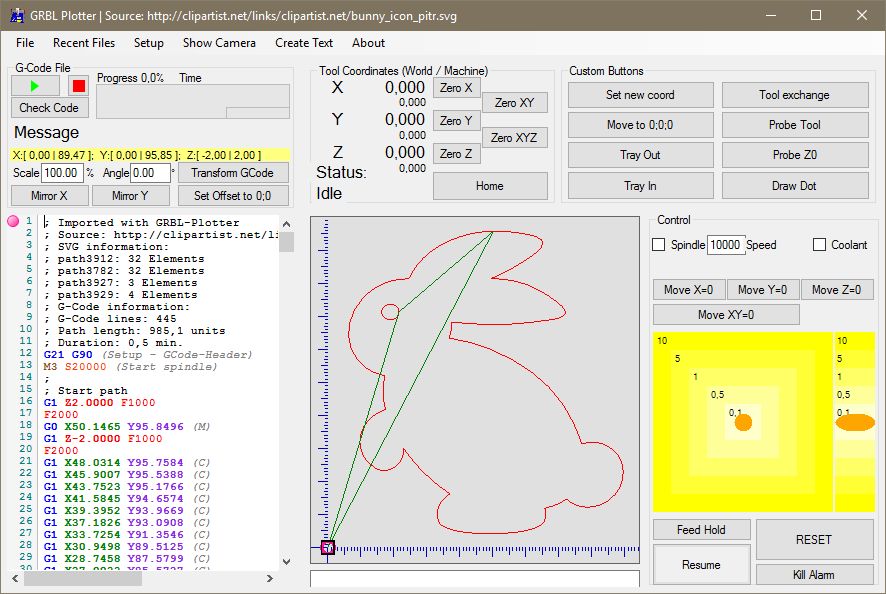 GRBL Plotter | Source: http://clipartist.net/links/clipartist.net/bunny_icon_pitr.svg
File Recent Files Setup Show Camera Create Text About
G-Code File
Progress 0,0% Time
Check Code
Message
X:[ 0,00 | 89,47 ]; Y:[ 0,00 | 95,85 ]; Z:[ -2,00 | 2,00 ]
Scale 100.00 % Angle 0.00 ° Transform GCode
Mirror X Mirror Y Set Offset to 0;0
Tool Coordinates (World / Machine)
X 0,000 Zero X
0,000 Zero XY
Y 0,000 Zero Y
0,000 Zero XYZ
Z 0,000 Zero Z
0,000
Status:
Idle
Home
Custom Buttons
Set new coord Tool exchange
Move to 0;0;0 Probe Tool
Tray Out Probe Z0
Tray In Draw Dot
1 ; Imported with GRBL-Plotter
2 ; Source: http://clipartist.net/li
3 ; SVG information:
4 ; path3912: 32 Elements
5 ; path3782: 32 Elements
6 ; path3927: 3 Elements
7 ; path3929: 4 Elements
8 ; G-Code information:
9 ; G-Code lines: 445
10 ; Path length: 985,1 units
11 ; Duration: 0,5 min.
12 G21 G90 (Setup - GCode-Header)
13 M3 S20000 (Start spindle)
14 ;
15 ; Start path
16 G1 Z2.0000 F1000
17 F2000
18 G0 X50.1465 Y95.8496 (M)
19 G1 Z-2.0000 F1000
20 F2000
21 G1 X48.0314 Y95.7584 (C)
22 G1 X45.9007 Y95.5388 (C)
23 G1 X43.7523 Y95.1766 (C)
24 G1 X41.5845 Y94.6574 (C)
25 G1 X39.3952 Y93.9669 (C)
26 G1 X37.1826 Y93.0908 (C)
27 G1 X33.7254 Y91.3546 (C)
28 G1 X30.9498 Y89.5125 (C)
29 G1 X28.7458 Y87.5799 (C)
30
Control
Spindle 10000 Speed Coolant
Move X=0 Move Y=0 Move Z=0
Move XY=0
10 10
5 5
1 1
0,5 0,5
0,1 0,1
Feed Hold RESET
Resume Kill Alarm